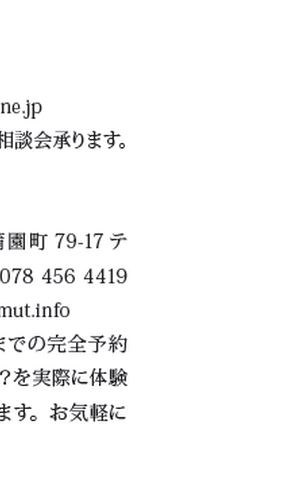 ne.jp
相談会承ります。
園町 79-17 テ
078 456 4419
mut.info
までの完全予約
?を実際に体験
ます。お気軽に